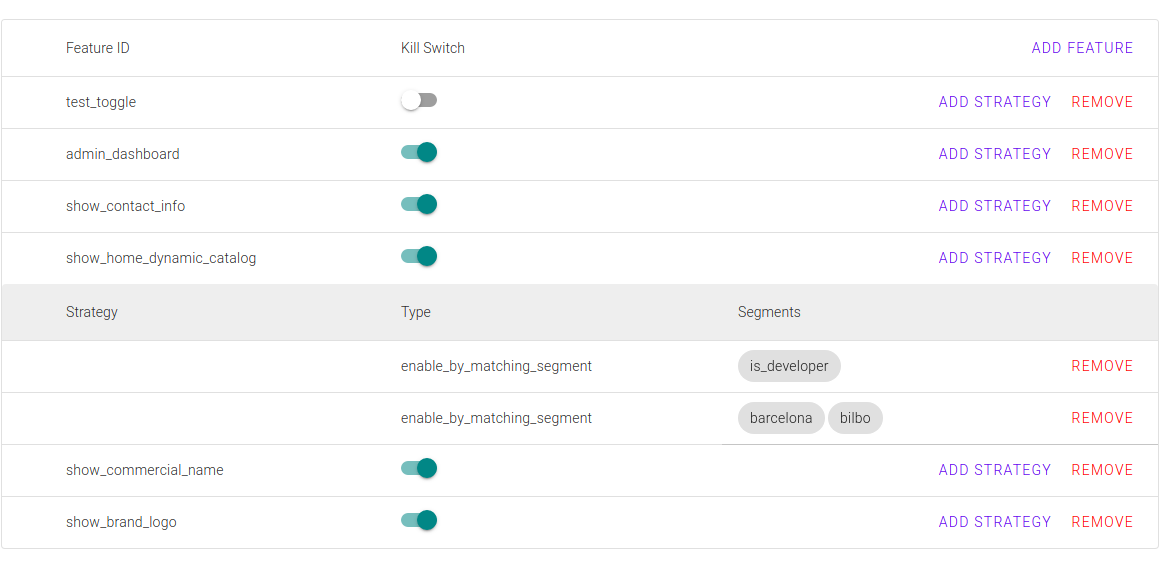 Feature ID Kill Switch ADD FEATURE
test_toggle ADD STRATEGY REMOVE
admin_dashboard ADD STRATEGY REMOVE
show_contact_info ADD STRATEGY REMOVE
show_home_dynamic_catalog ADD STRATEGY REMOVE
Strategy Type Segments
enable_by_matching_segment is_developer REMOVE
enable_by_matching_segment barcelona bilbo REMOVE
show_commercial_name ADD STRATEGY REMOVE
show_brand_logo ADD STRATEGY REMOVE